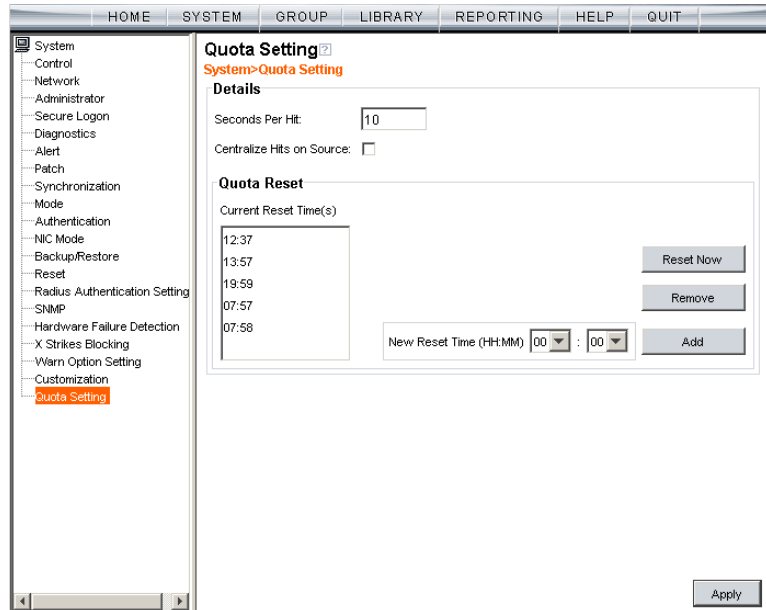 HOME SYSTEM GROUP LIBRARY REPORTING HELP QUIT
System
Control
Network
Administrator
Secure Logon
Diagnostics
Alert
Patch
Synchronization
Mode
Authentication
NIC Mode
Backup/Restore
Reset
Radius Authentication Setting
SNMP
Hardware Failure Detection
X Strikes Blocking
Warn Option Setting
Customization
Quota Setting
Quota Setting ?
System>Quota Setting
Details
Seconds Per Hit: 10
Centralize Hits on Source:
Quota Reset
Current Reset Time(s)
12:37
13:57
19:59
07:57
07:58
Reset Now
Remove
New Reset Time (HH:MM) 00 : 00 Add
Apply